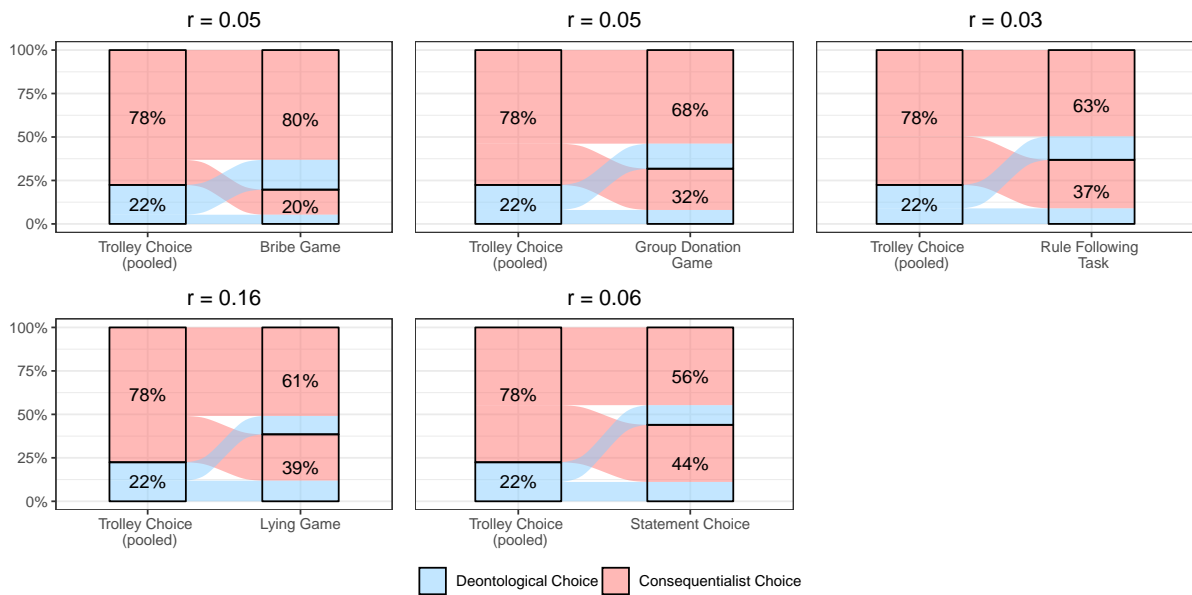 r = 0.05
r = 0.05
r = 0.03
100%
75%
50%
25%
0%
78%
22%
80%
20%
78%
22%
68%
32%
78%
22%
63%
37%
Trolley Choice
(pooled)
Bribe Game
Trolley Choice
(pooled)
Group Donation
Game
Trolley Choice
(pooled)
Rule Following
Task
r = 0.16
r = 0.06
100%
75%
50%
25%
0%
78%
22%
61%
39%
78%
22%
56%
44%
Trolley Choice
(pooled)
Lying Game
Trolley Choice
(pooled)
Statement Choice
Deontological Choice
Consequentialist Choice